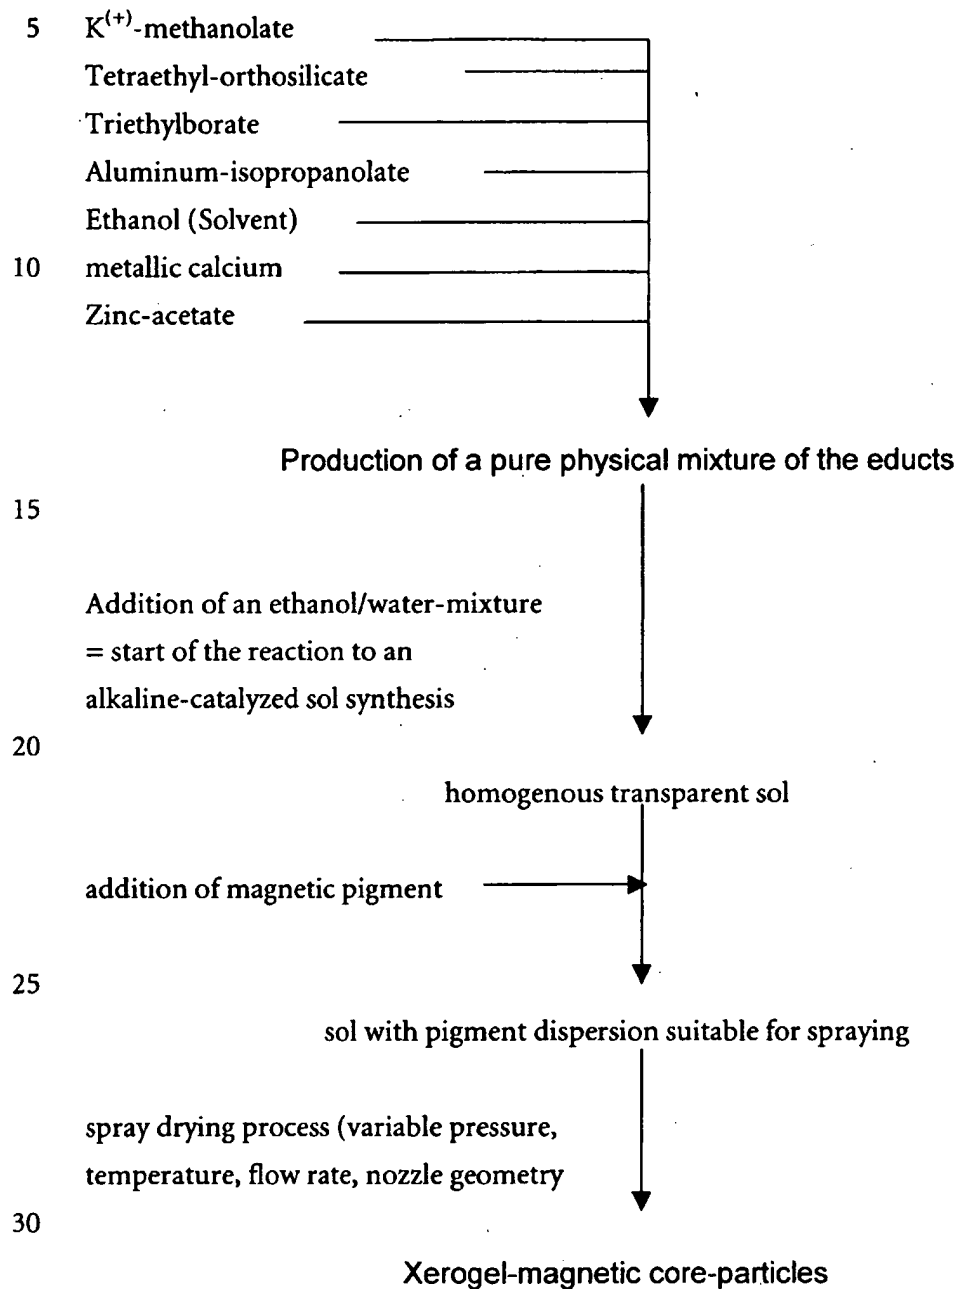 5 K(+)-methanolate
Tetraethyl-orthosilicate
Triethylborate
Aluminum-isopropanolate
Ethanol (Solvent)
10 metallic calcium
Zinc-acetate
Production of a pure physical mixture of the educts
15
Addition of an ethanol/water-mixture
= start of the reaction to an
alkaline-catalyzed sol synthesis
20
homogenous transparent sol
addition of magnetic pigment
25
sol with pigment dispersion suitable for spraying
spray drying process (variable pressure,
temperature, flow rate, nozzle geometry
30
Xerogel-magnetic core-particles